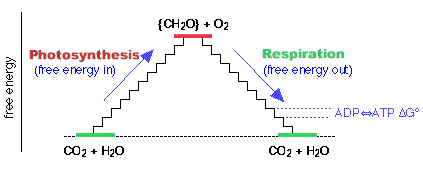 {CH₂O} + O₂
Photosynthesis
(free energy in)
Respiration
(free energy out)
free energy
ADP⇔ATP ΔG°
CO₂ + H₂O
CO₂ + H₂O